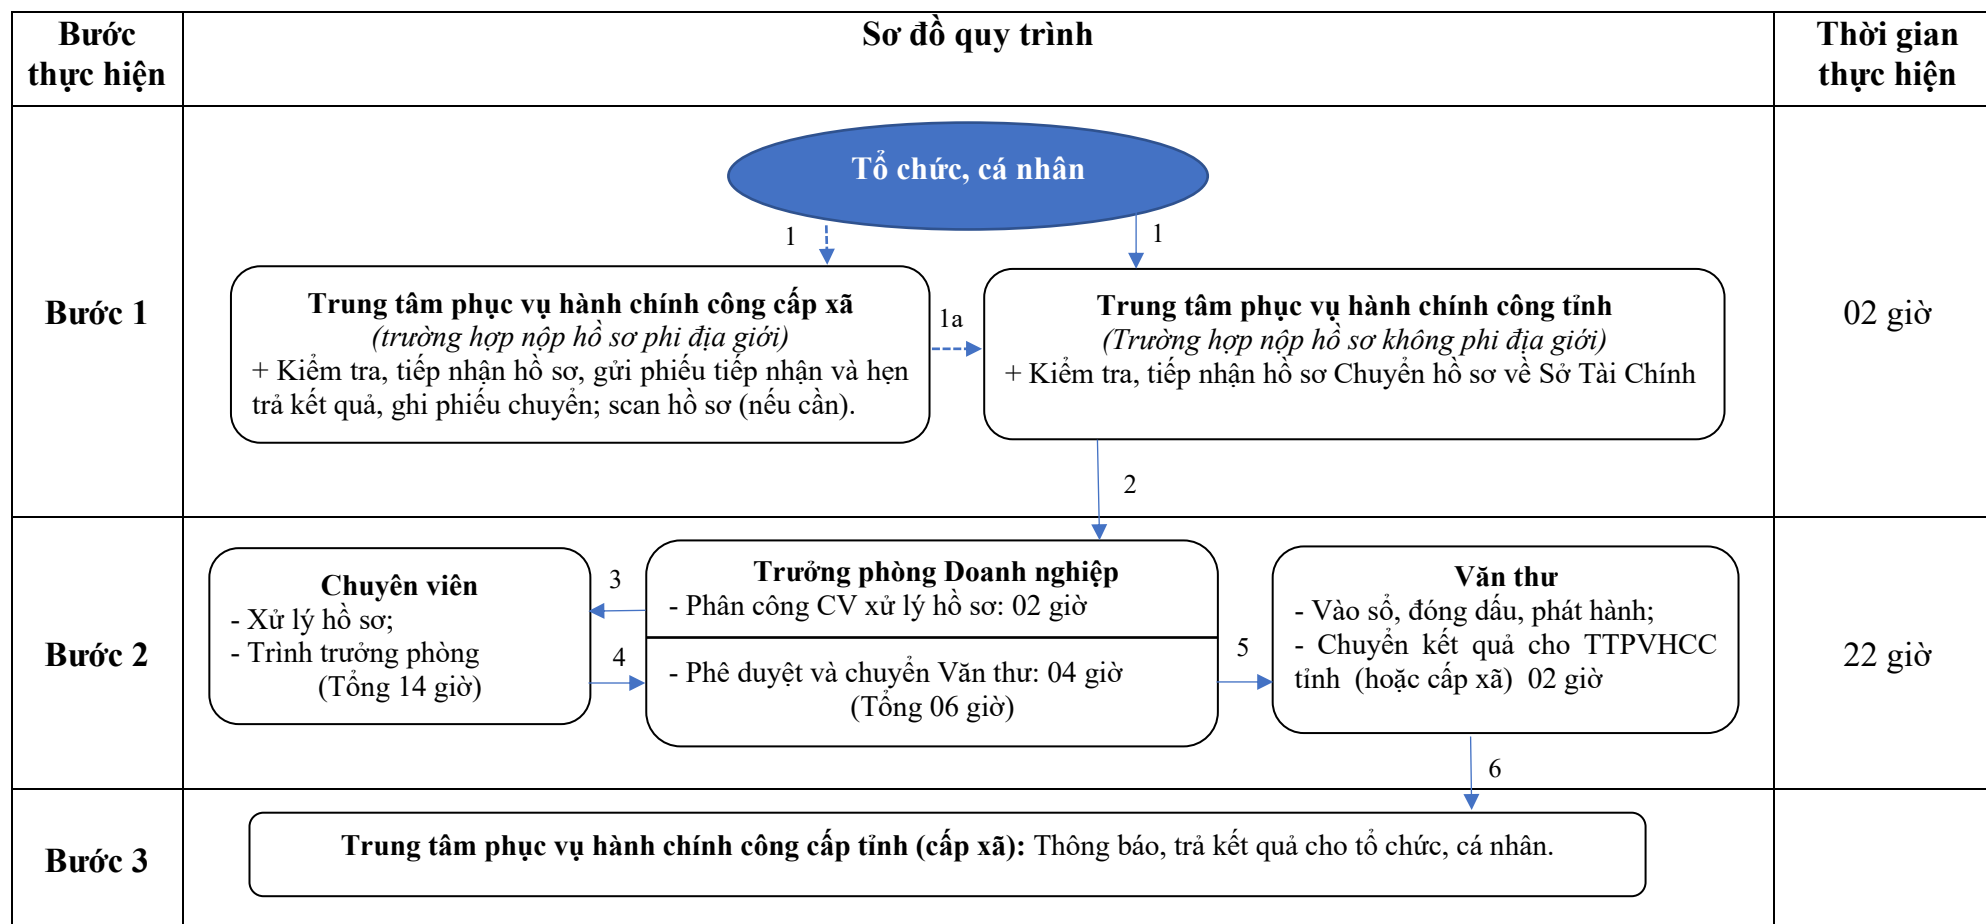 Bước
thực hiện
Sơ đồ quy trình
Thời gian
thực hiện
Bước 1
Tổ chức, cá nhân
1
1
Trung tâm phục vụ hành chính công cấp xã
(trường hợp nộp hồ sơ phi địa giới)
+ Kiểm tra, tiếp nhận hồ sơ, gửi phiếu tiếp nhận và hẹn
trả kết quả, ghi phiếu chuyển; scan hồ sơ (nếu cần).
1a
Trung tâm phục vụ hành chính công tỉnh
(Trường hợp nộp hồ sơ không phi địa giới)
+ Kiểm tra, tiếp nhận hồ sơ Chuyển hồ sơ về Sở Tài Chính
02 giờ
2
Bước 2
Chuyên viên
- Xử lý hồ sơ;
- Trình trưởng phòng
(Tổng 14 giờ)
3
4
Trưởng phòng Doanh nghiệp
- Phân công CV xử lý hồ sơ: 02 giờ
- Phê duyệt và chuyển Văn thư: 04 giờ
(Tổng 06 giờ)
5
Văn thư
- Vào sổ, đóng dấu, phát hành;
- Chuyển kết quả cho TTPVHCC
tỉnh (hoặc cấp xã) 02 giờ
22 giờ
6
Bước 3
Trung tâm phục vụ hành chính công cấp tỉnh (cấp xã): Thông báo, trả kết quả cho tổ chức, cá nhân.